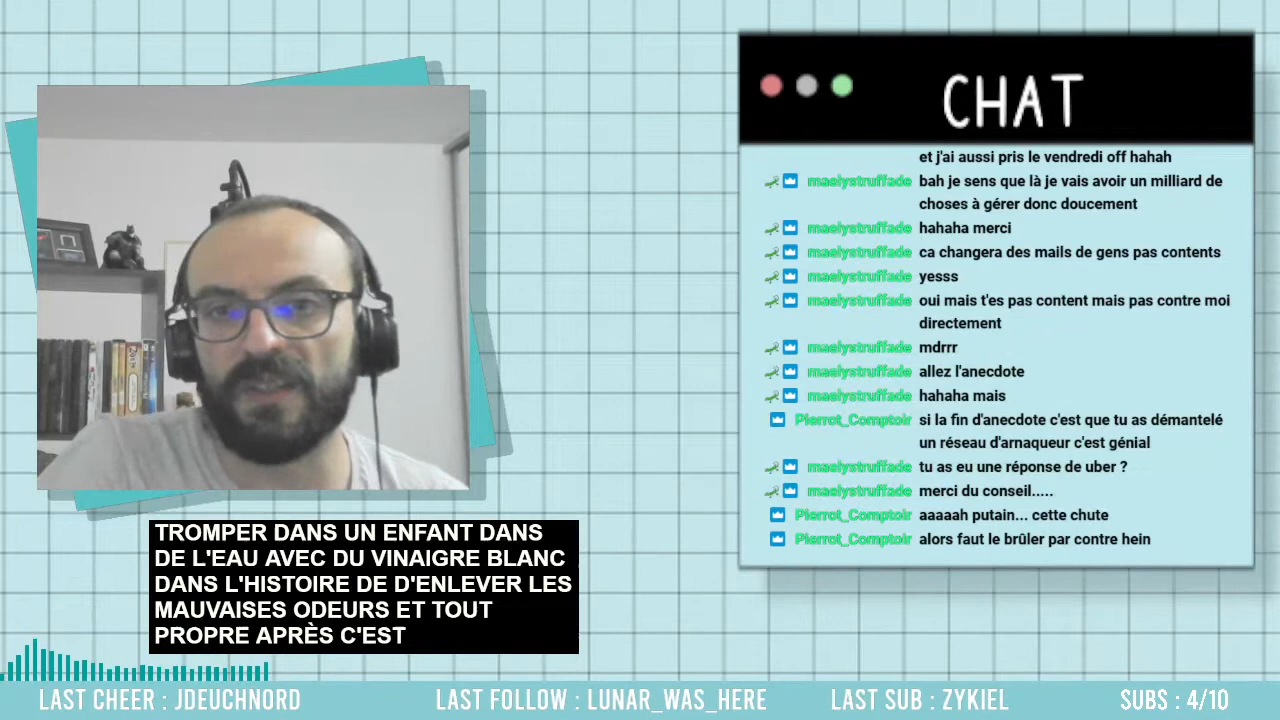 CHAT
et j'ai aussi pris le vendredi off hahah
maelystruffade bah je sens que là je vais avoir un milliard de
choses à gérer donc doucement
maelystruffade hahaha merci
maelystruffade ca changera des mails de gens pas contents
maelystruffade yesss
maelystruffade oui mais t'es pas content mais pas contre moi
directement
maelystruffade mdrrr
maelystruffade allez l'anecdote
maelystruffade hahaha mais
Pierrot_Comptoir si la fin d'anecdote c'est que tu as démantelé
un réseau d'arnaqueur c'est génial
maelystruffade tu as eu une réponse de uber ?
maelystruffade merci du conseil.....
Pierrot_Comptoir aaaaah putain... cette chute
Pierrot_Comptoir alors faut le brûler par contre hein
TROMPER DANS UN ENFANT DANS
DE L'EAU AVEC DU VINAIGRE BLANC
DANS L'HISTOIRE DE D'ENLEVER LES
MAUVAISES ODEURS ET TOUT
PROPRE APRÈS C'EST
LAST CHEER : JDEUCHNORD
LAST FOLLOW : LUNAR_WAS_HERE
LAST SUB : ZYKIEL
SUBS : 4/10